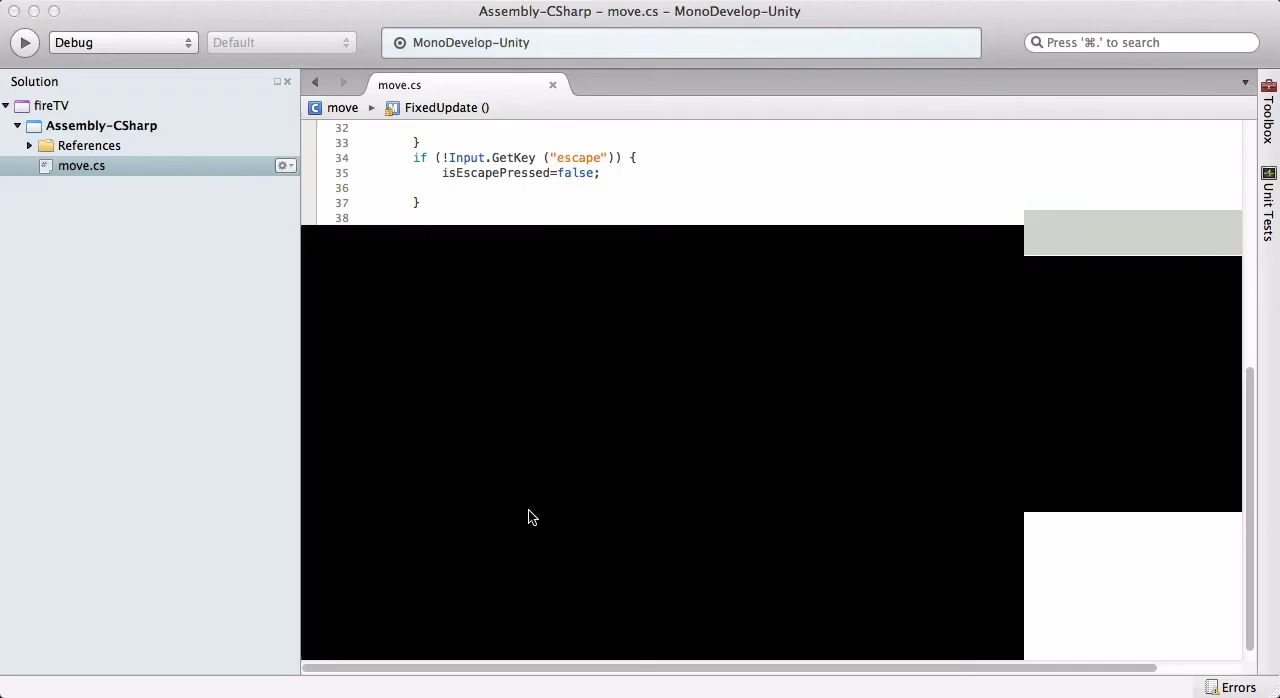 Assembly-CSharp – move.cs – MonoDevelop-Unity
Debug
Default
MonoDevelop-Unity
Press '⌘.' to search
Solution
fireTV
Assembly-CSharp
References
move.cs
move.cs
move
FixedUpdate ()
32
33 }
34 if (!Input.GetKey ("escape")) {
35 isEscapePressed=false;
36
37 }
38
Toolbox
Unit Tests
Errors